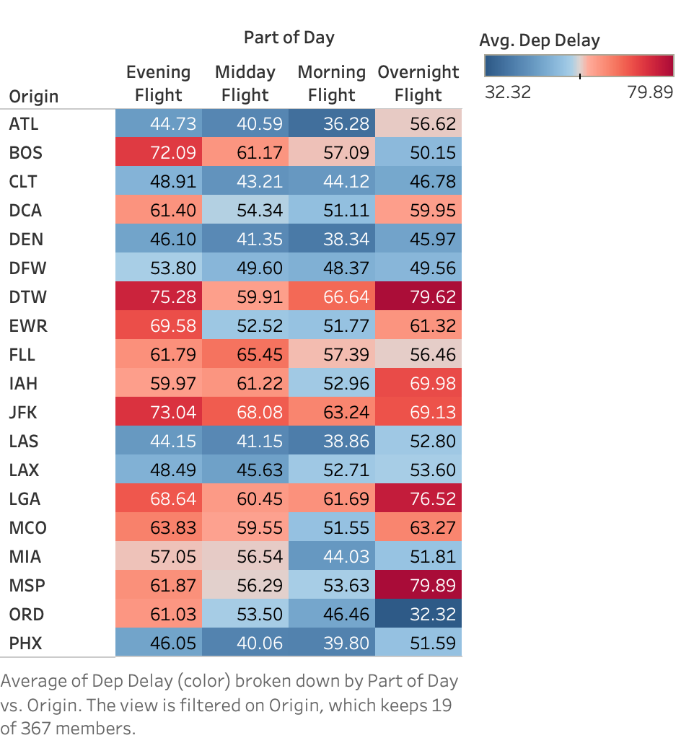 Part of Day
Avg. Dep Delay
32.32 79.89
Origin Evening Flight Midday Flight Morning Flight Overnight Flight
ATL 44.73 40.59 36.28 56.62
BOS 72.09 61.17 57.09 50.15
CLT 48.91 43.21 44.12 46.78
DCA 61.40 54.34 51.11 59.95
DEN 46.10 41.35 38.34 45.97
DFW 53.80 49.60 48.37 49.56
DTW 75.28 59.91 66.64 79.62
EWR 69.58 52.52 51.77 61.32
FLL 61.79 65.45 57.39 56.46
IAH 59.97 61.22 52.96 69.98
JFK 73.04 68.08 63.24 69.13
LAS 44.15 41.15 38.86 52.80
LAX 48.49 45.63 52.71 53.60
LGA 68.64 60.45 61.69 76.52
MCO 63.83 59.55 51.55 63.27
MIA 57.05 56.54 44.03 51.81
MSP 61.87 56.29 53.63 79.89
ORD 61.03 53.50 46.46 32.32
PHX 46.05 40.06 39.80 51.59
Average of Dep Delay (color) broken down by Part of Day
vs. Origin. The view is filtered on Origin, which keeps 19
of 367 members.